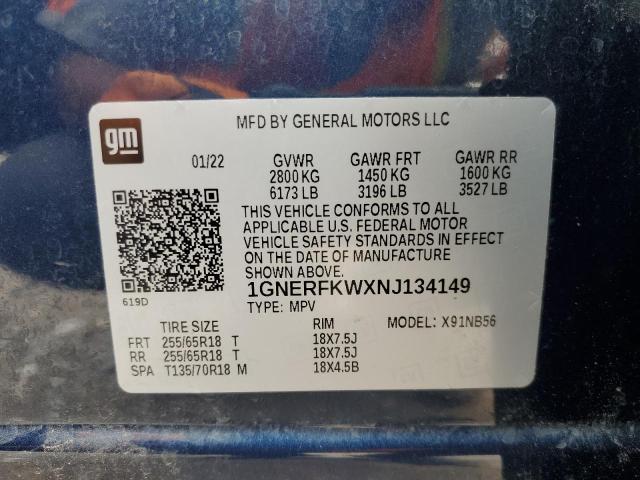 gm
MFD BY GENERAL MOTORS LLC
01/22 GVWR GAWR FRT GAWR RR
2800 KG 1450 KG 1600 KG
6173 LB 3196 LB 3527 LB
THIS VEHICLE CONFORMS TO ALL
APPLICABLE U.S. FEDERAL MOTOR
VEHICLE SAFETY STANDARDS IN EFFECT
ON THE DATE OF MANUFACTURE
SHOWN ABOVE.
619D
1GNERFKWXNJ134149
TYPE: MPV
TIRE SIZE RIM MODEL: X91NB56
FRT 255/65R18 T 18X7.5J
RR 255/65R18 T 18X7.5J
SPA T135/70R18 M 18X4.5B